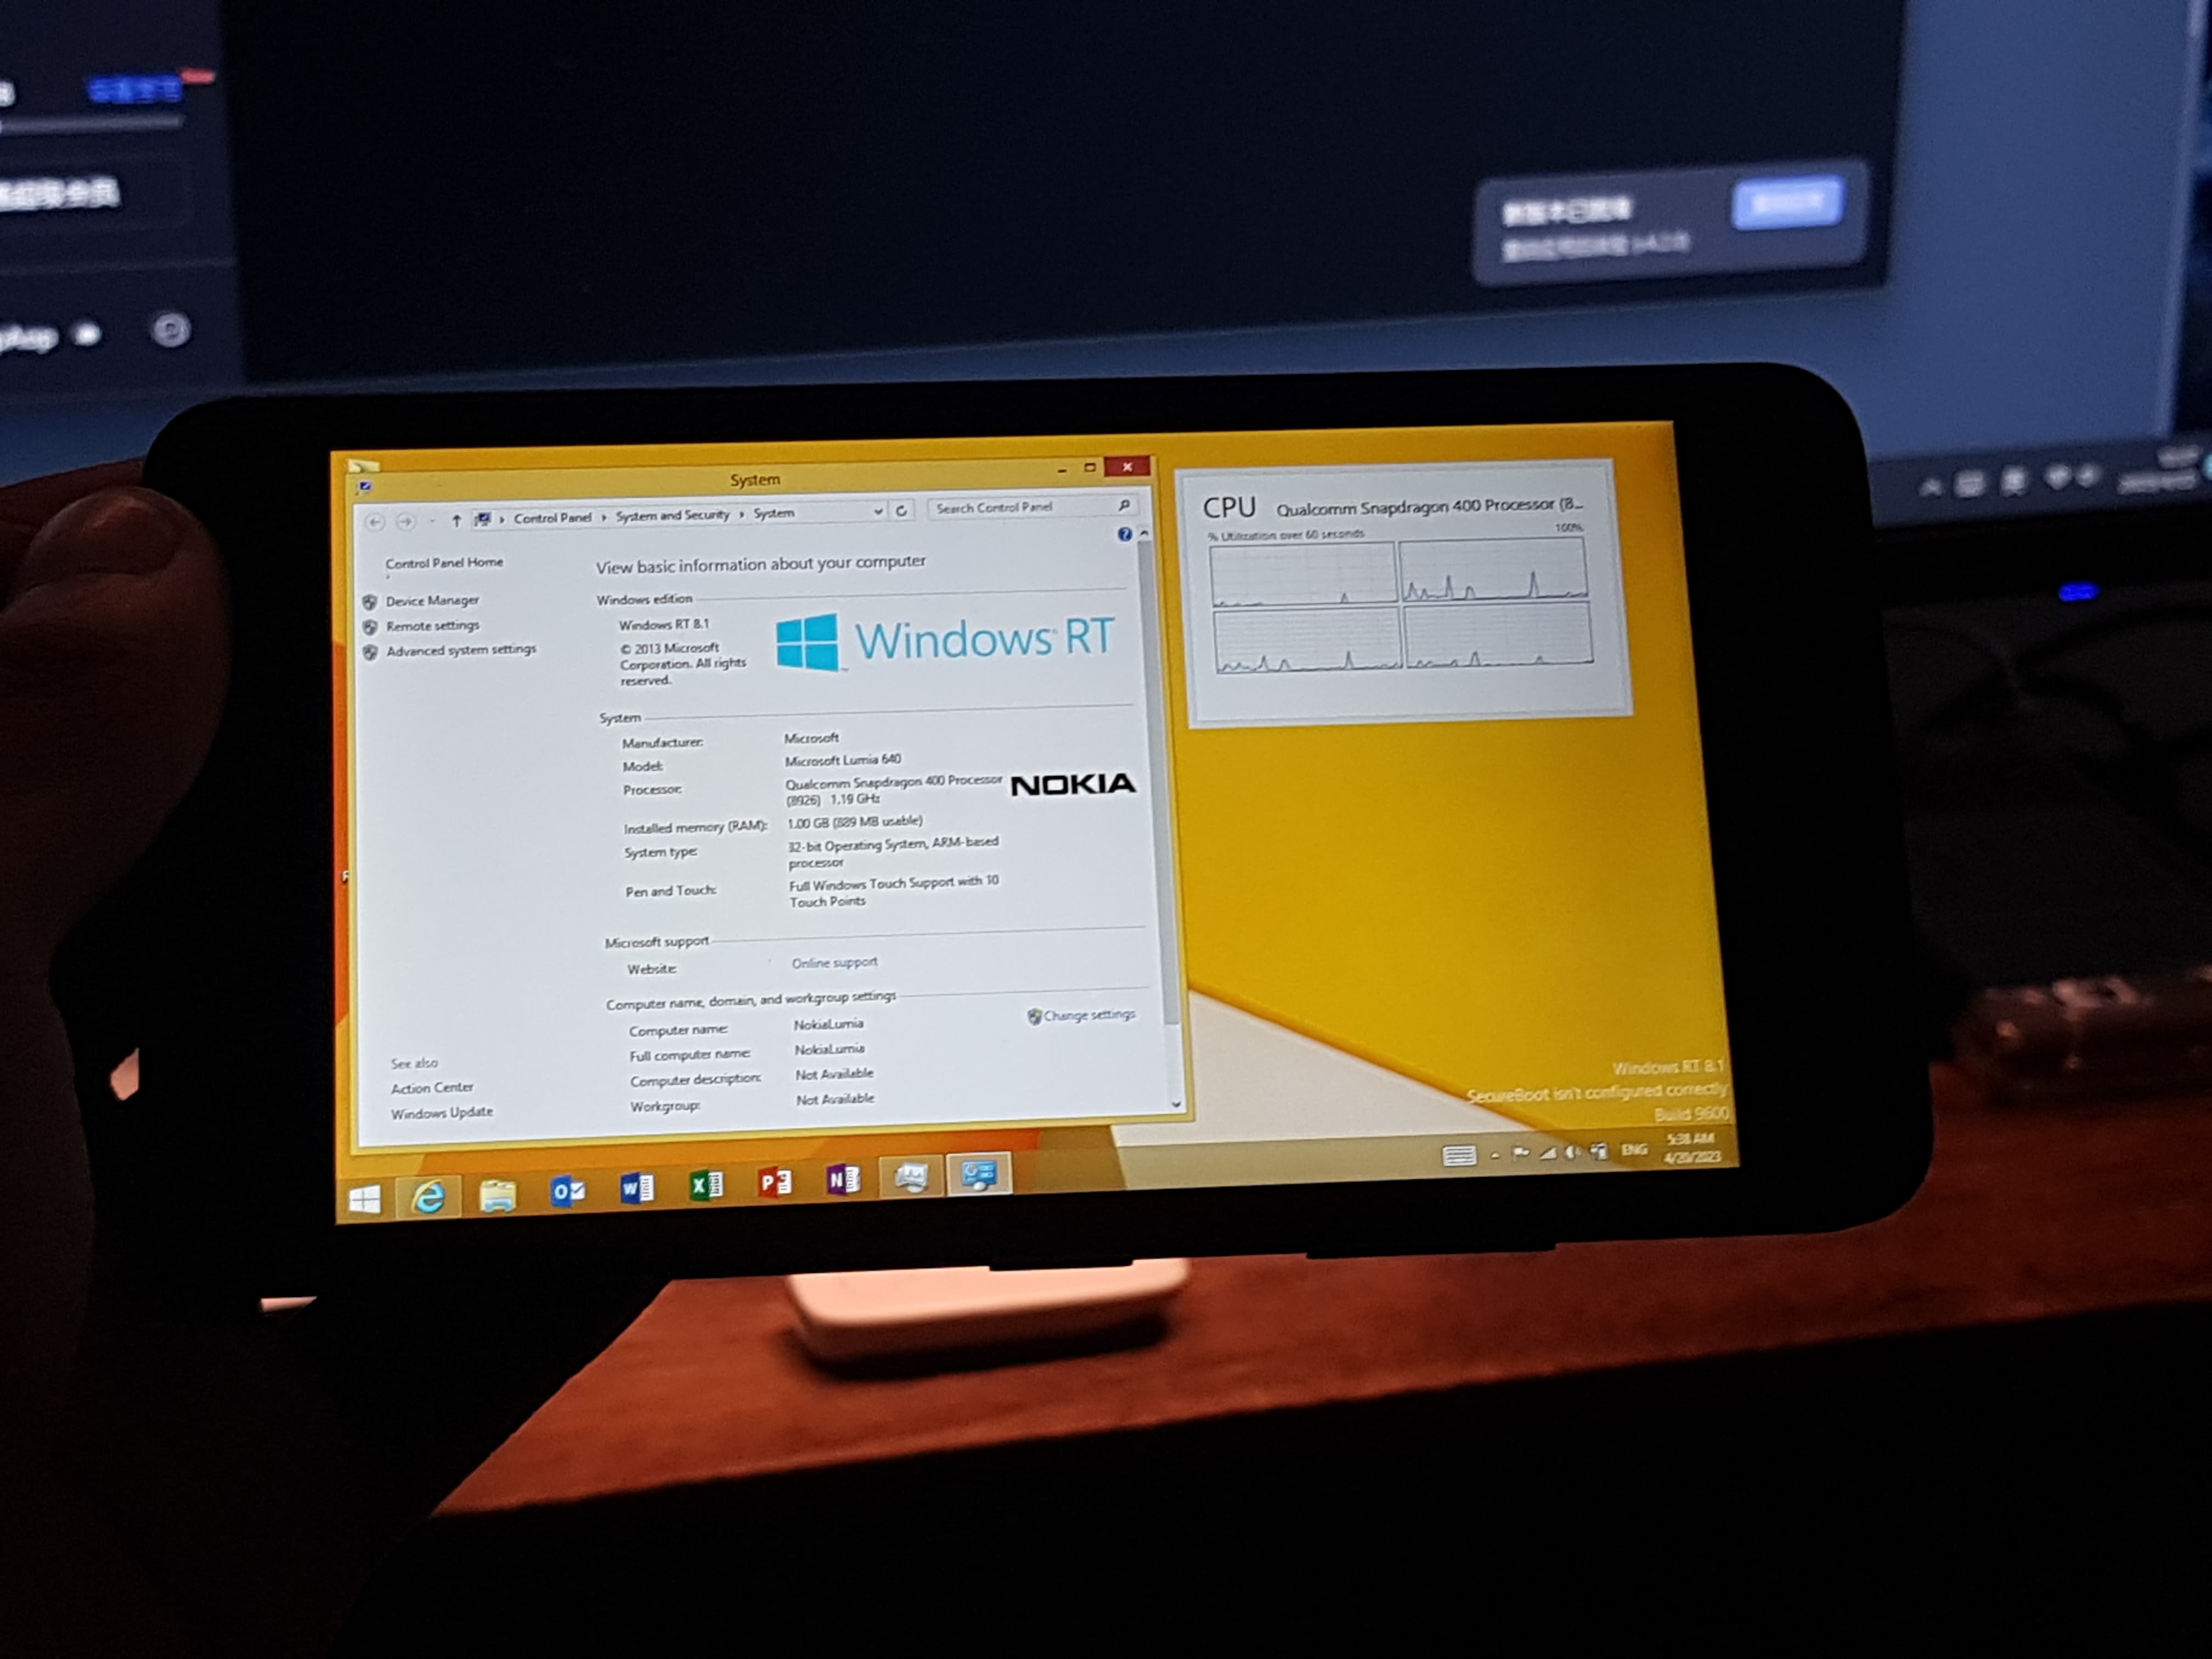 System
Control Panel › System and Security › System
Search Control Panel
Control Panel Home
Device Manager
Remote settings
Advanced system settings
See also
Action Center
Windows Update
View basic information about your computer
Windows edition
Windows RT 8.1
© 2013 Microsoft
Corporation. All rights
reserved.
Windows RT
System
Manufacturer: Microsoft
Model: Microsoft Lumia 640
Processor: Qualcomm Snapdragon 400 Processor
(8926) 1.19 GHz
NOKIA
Installed memory (RAM): 1.00 GB (889 MB usable)
System type: 32-bit Operating System, ARM-based
processor
Pen and Touch: Full Windows Touch Support with 10
Touch Points
Microsoft support
Website: Online support
Computer name, domain, and workgroup settings
Computer name: NokiaLumia
Change settings
Full computer name: NokiaLumia
Computer description: Not Available
Workgroup: Not Available
CPU Qualcomm Snapdragon 400 Processor (8...
% Utilization over 60 seconds 100%
Windows RT 8.1
SecureBoot isn't configured correctly
Build 9600
ENG
5:38 AM
4/20/2023